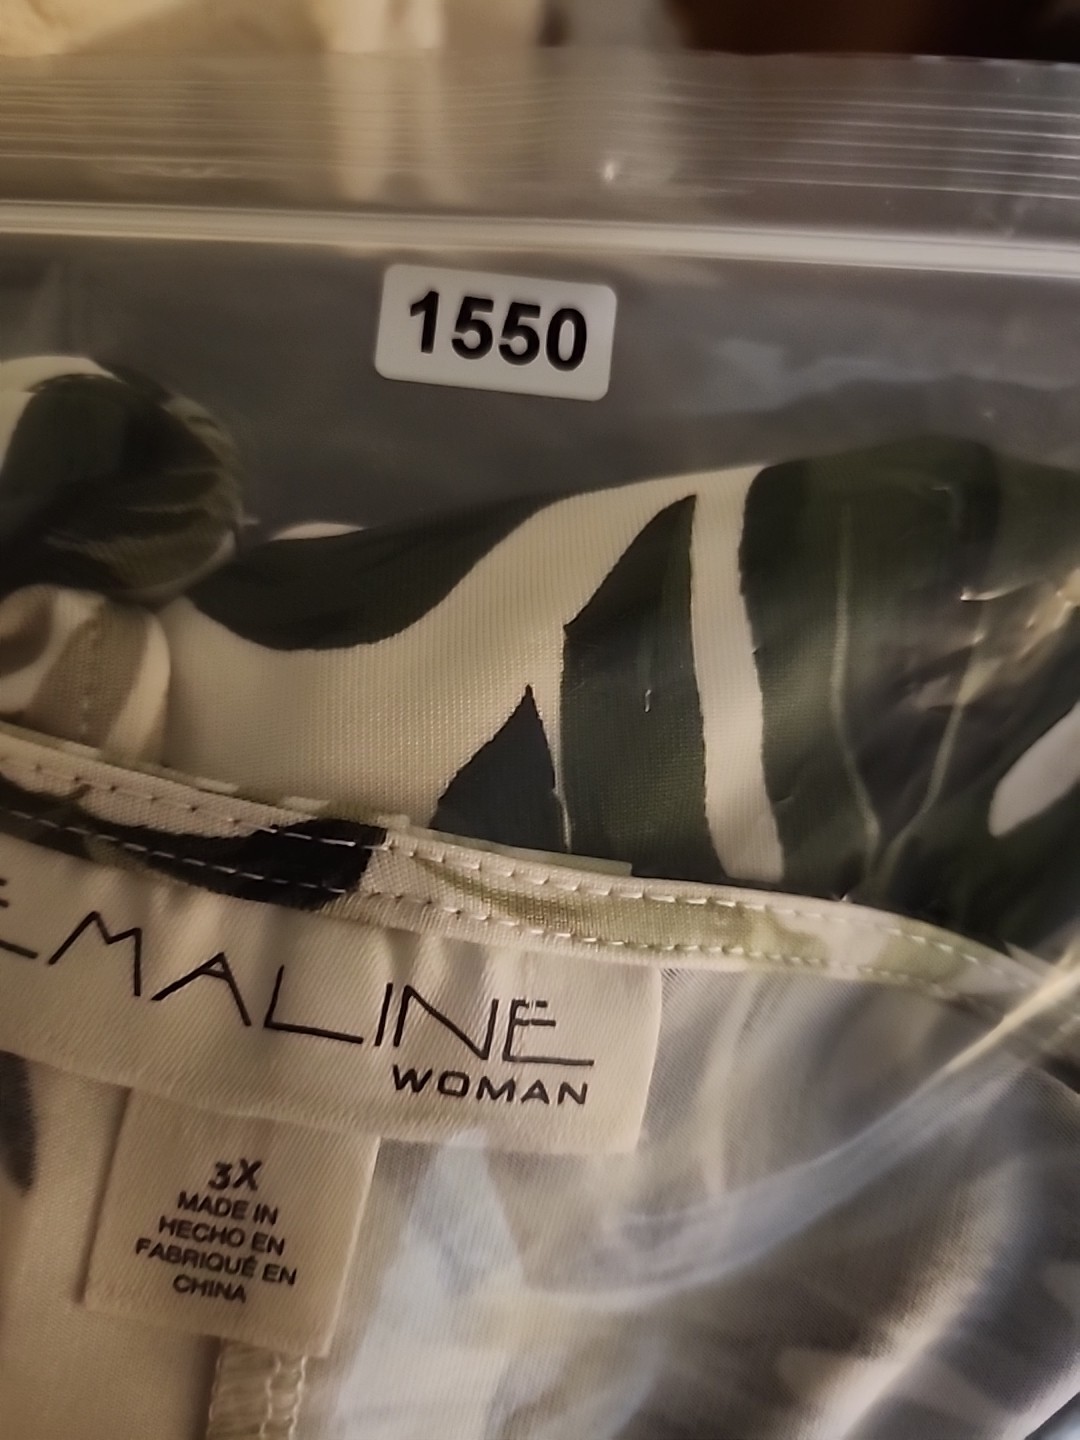 1550
EMALINE
WOMAN
3X
MADE IN
HECHO EN
FABRIQUÉ EN
CHINA